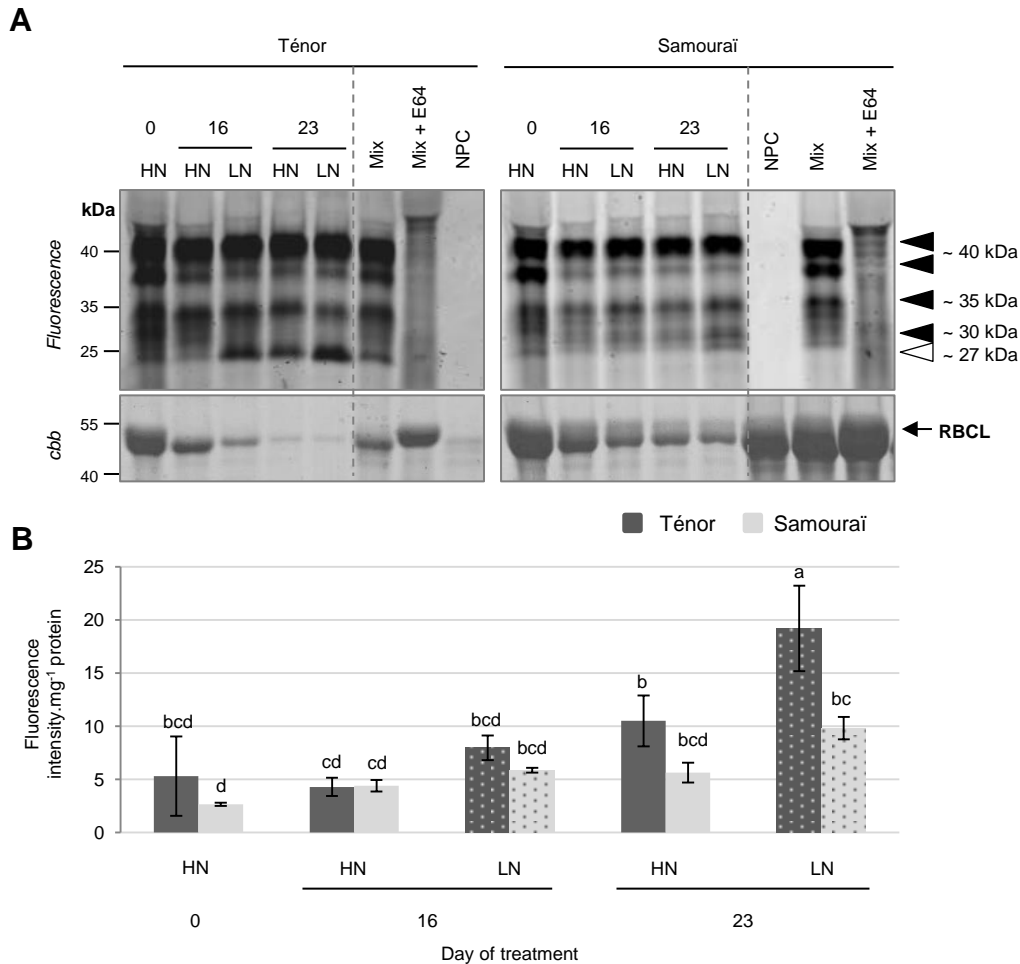 A
Ténor
Samouraï
0
16
23
Mix
Mix + E64
NPC
0
16
23
NPC
Mix
Mix + E64
HN
HN
LN
HN
LN
HN
HN
LN
HN
LN
kDa
40
35
25
Fluorescence
~ 40 kDa
~ 35 kDa
~ 30 kDa
~ 27 kDa
55
40
cbb
RBCL
B
Ténor
Samouraï
Fluorescence
intensity.mg⁻¹ protein
25
20
15
10
5
0
bcd
d
cd
cd
bcd
bcd
b
bcd
a
bc
HN
HN
LN
HN
LN
0
16
23
Day of treatment